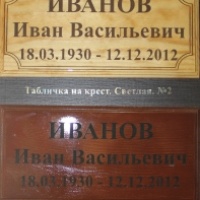 ИВАНОВ
Иван Васильевич
18.03.1930 - 12.12.2012
Табличка на крест. Светлая. №2
ИВАНОВ
Иван Васильевич
18.03.1930 - 12.12.2012